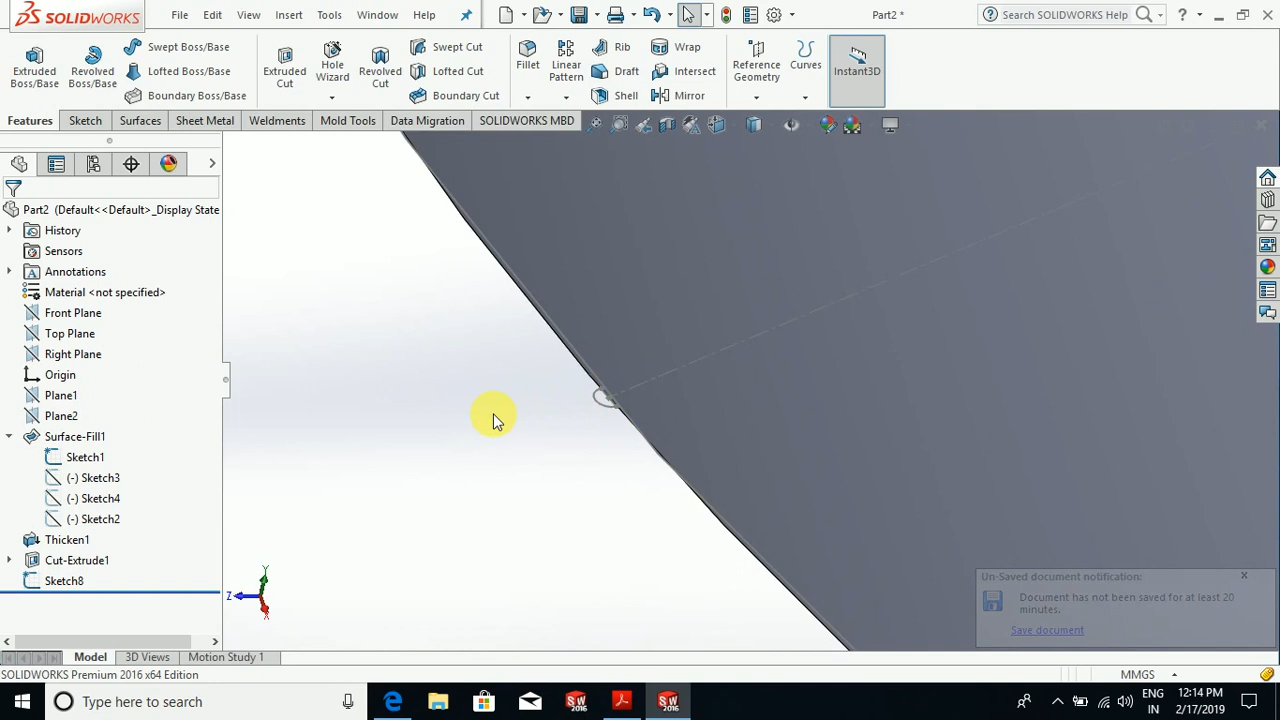 SOLIDWORKS File Edit View Insert Tools Window Help Part2 * Search SOLIDWORKS Help ?
Extruded Boss/Base
Revolved Boss/Base
Swept Boss/Base
Lofted Boss/Base
Boundary Boss/Base
Extruded Cut
Hole Wizard
Revolved Cut
Swept Cut
Lofted Cut
Boundary Cut
Fillet
Linear Pattern
Rib
Draft
Shell
Wrap
Intersect
Mirror
Reference Geometry
Curves
Instant3D
Features Sketch Surfaces Sheet Metal Weldments Mold Tools Data Migration SOLIDWORKS MBD
Part2 (Default<<Default>_Display State
History
Sensors
Annotations
Material <not specified>
Front Plane
Top Plane
Right Plane
Origin
Plane1
Plane2
Surface-Fill1
Sketch1
(-) Sketch3
(-) Sketch4
(-) Sketch2
Thicken1
Cut-Extrude1
Sketch8
Y
Z
X
Un-Saved document notification: x
Document has not been saved for at least 20
minutes.
Save document
Model 3D Views Motion Study 1
SOLIDWORKS Premium 2016 x64 Edition MMGS
Type here to search
SW 2016
SW 2016
ENG
IN
12:14 PM
2/17/2019